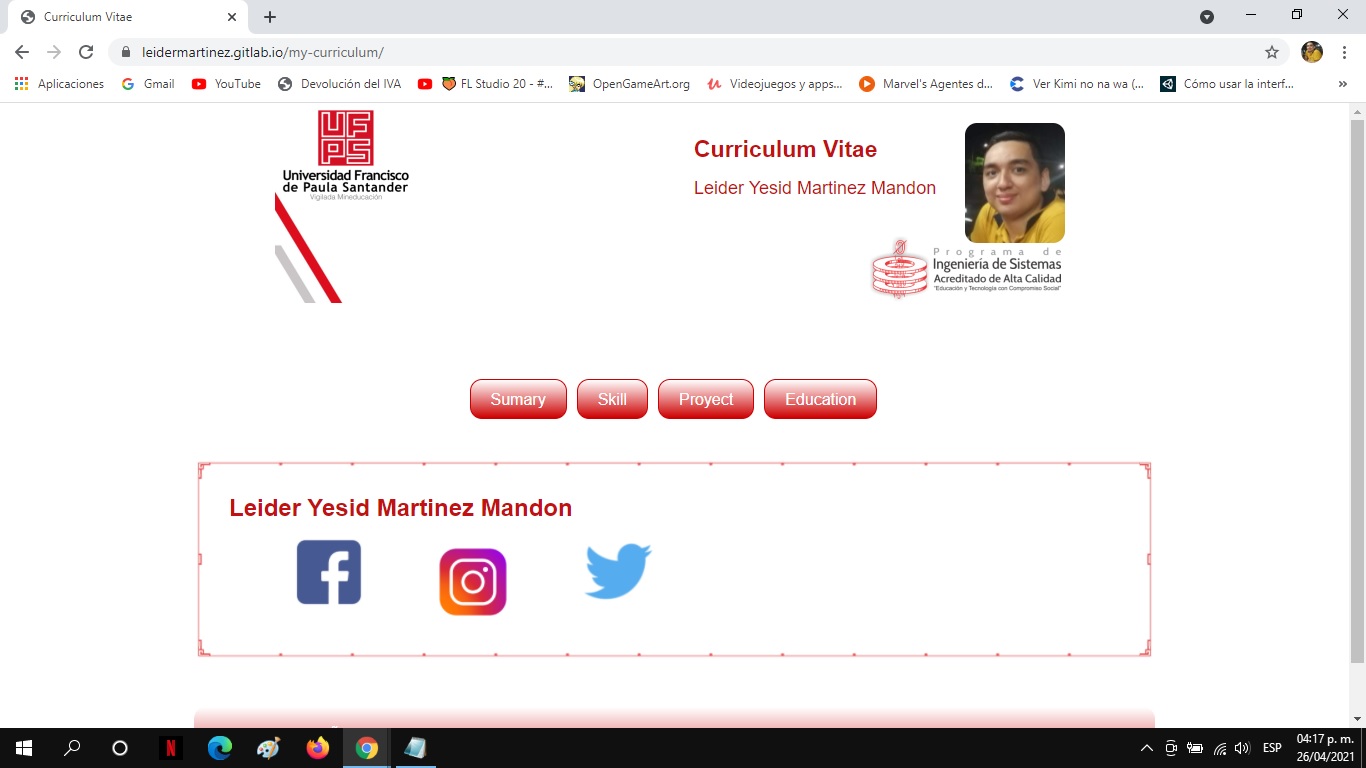 Curriculum Vitae
leidermartinez.gitlab.io/my-curriculum/
Aplicaciones
Gmail
YouTube
Devolución del IVA
FL Studio 20 - #...
OpenGameArt.org
Videojuegos y apps...
Marvel's Agentes d...
Ver Kimi no na wa (...
Cómo usar la interf...
»
UFPS
Universidad Francisco
de Paula Santander
Vigilada Mineducación
Curriculum Vitae
Leider Yesid Martinez Mandon
Programa de
Ingeniería de Sistemas
Acreditado de Alta Calidad
"Educación y Tecnología con Compromiso Social"
Sumary
Skill
Proyect
Education
Leider Yesid Martinez Mandon
ESP
04:17 p. m.
26/04/2021